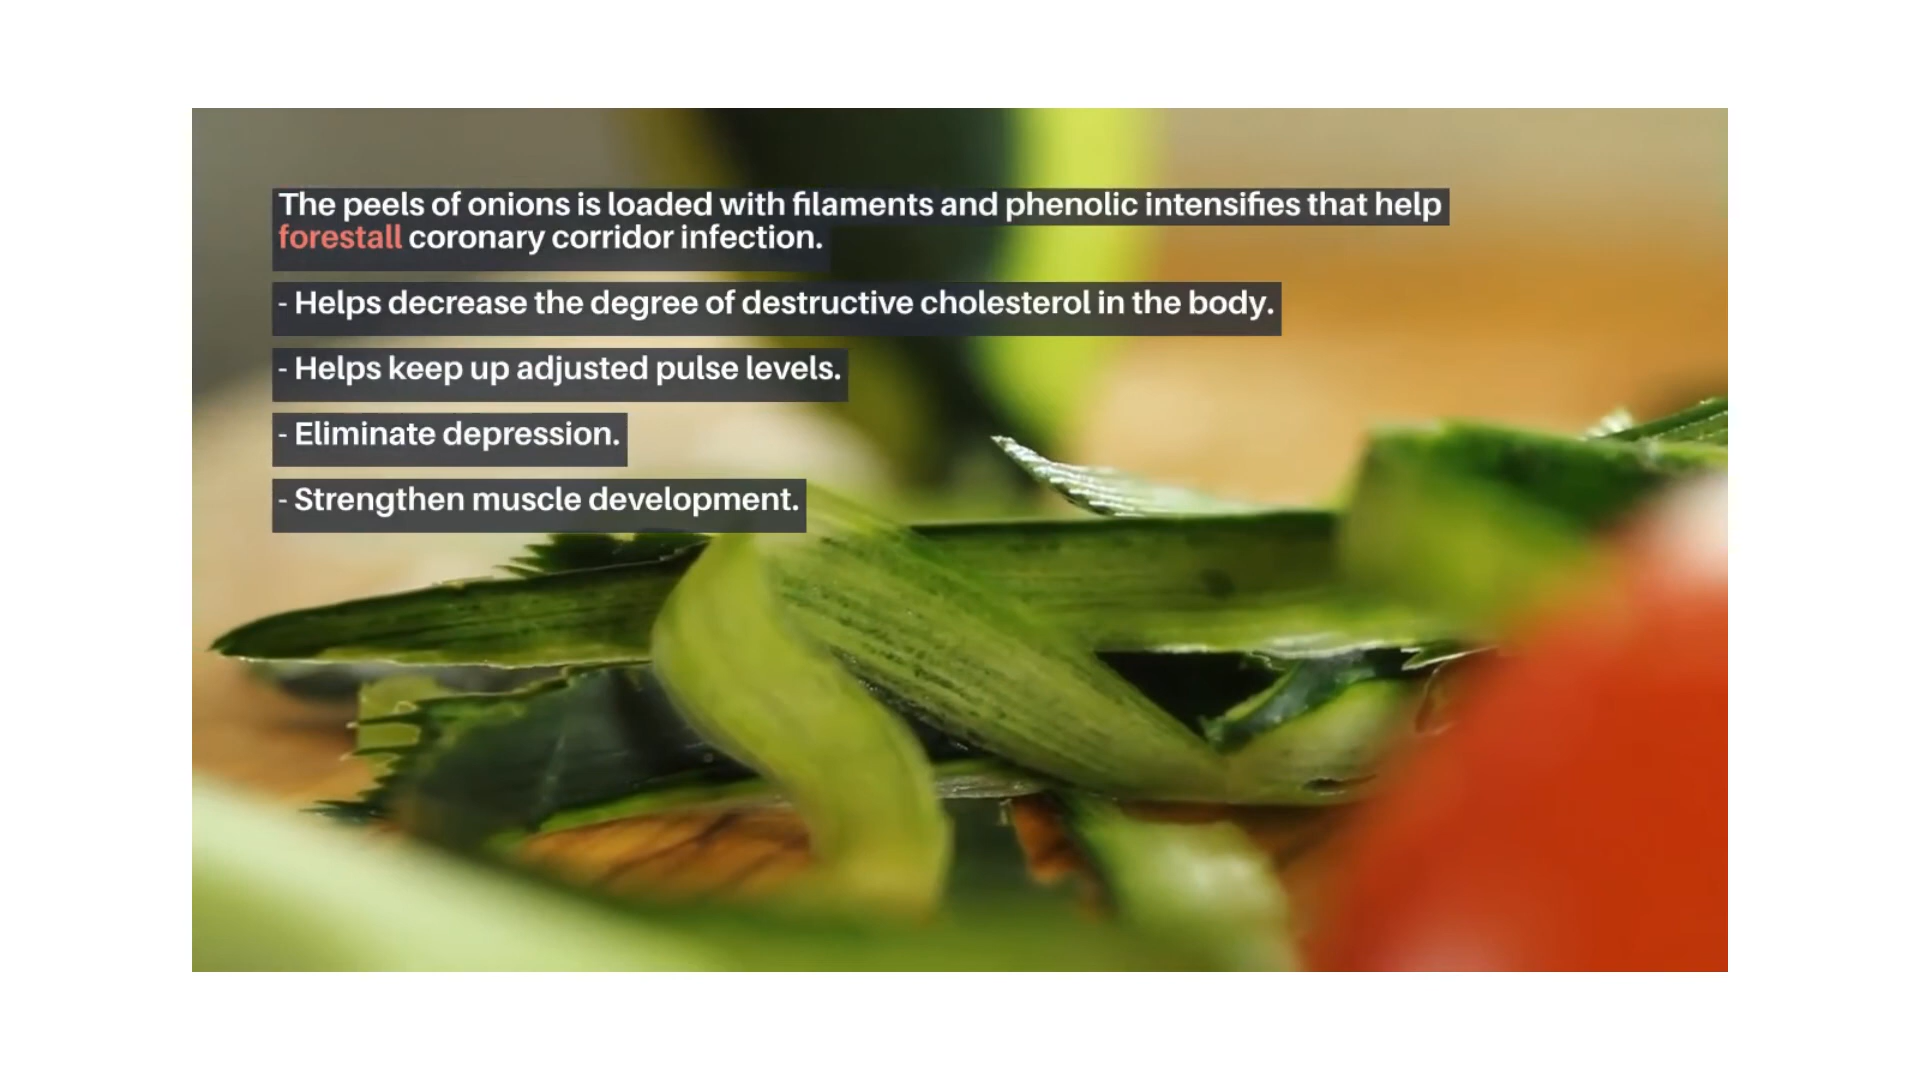 The peels of onions is loaded with filaments and phenolic intensifies that help
forestall coronary corridor infection.
- Helps decrease the degree of destructive cholesterol in the body.
- Helps keep up adjusted pulse levels.
- Eliminate depression.
- Strengthen muscle development.